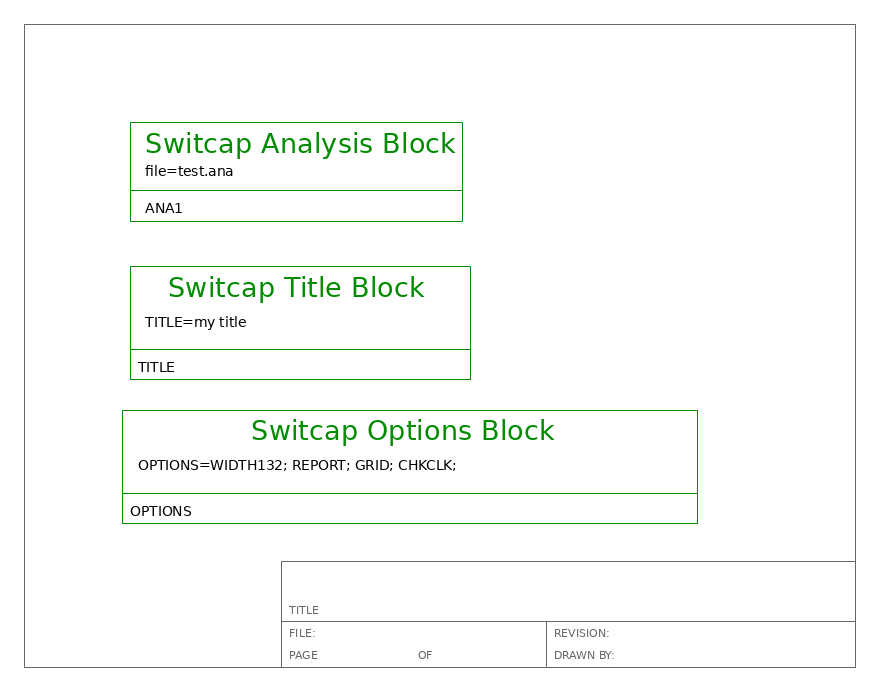 Switcap Analysis Block
file=test.ana
ANA1
Switcap Title Block
TITLE=my title
TITLE
Switcap Options Block
OPTIONS=WIDTH132; REPORT; GRID; CHKCLK;
OPTIONS
TITLE
FILE: REVISION:
PAGE OF DRAWN BY: